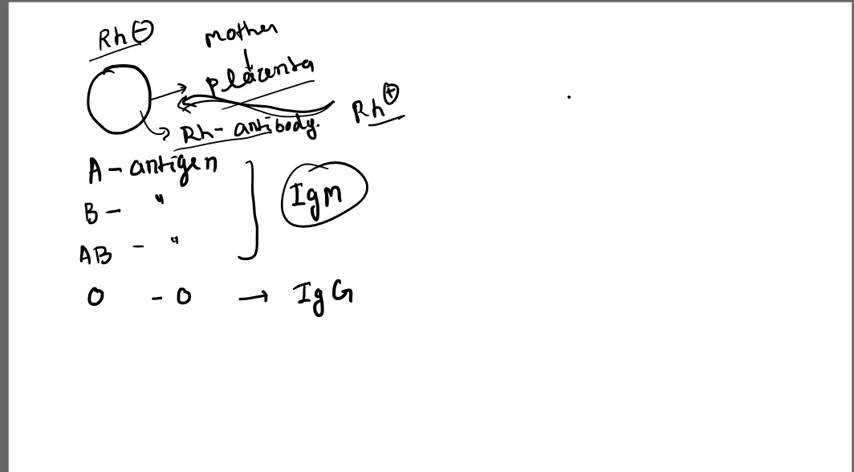 Rh⊖
mother
↓
placenta
Rh⊕
Rh- antibody.
A - antigen
B - "
AB - "
IgM
O - O → IgG